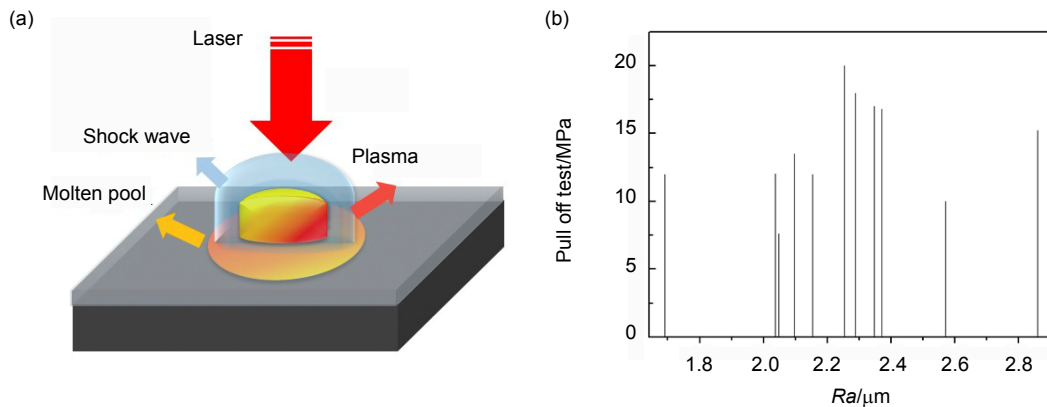 (a)
Laser
Shock wave
Plasma
Molten pool
(b)
Pull off test/MPa
20
15
10
5
0
1.8 2.0 2.2 2.4 2.6 2.8
Ra/μm